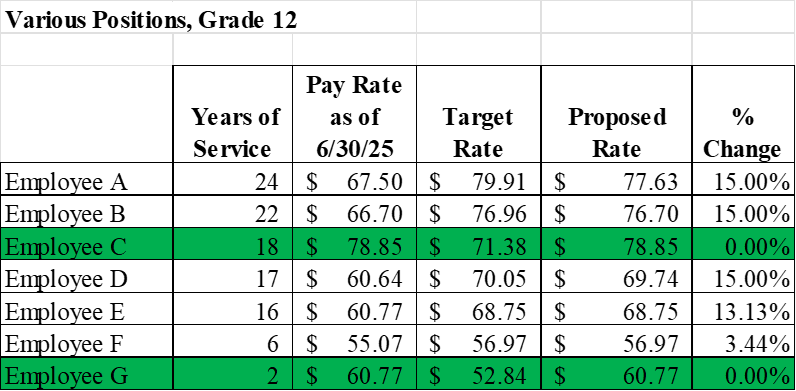 Various Positions, Grade 12
Years of Service Pay Rate as of 6/30/25 Target Rate Proposed Rate % Change
Employee A 24 $ 67.50 $ 79.91 $ 77.63 15.00%
Employee B 22 $ 66.70 $ 76.96 $ 76.70 15.00%
Employee C 18 $ 78.85 $ 71.38 $ 78.85 0.00%
Employee D 17 $ 60.64 $ 70.05 $ 69.74 15.00%
Employee E 16 $ 60.77 $ 68.75 $ 68.75 13.13%
Employee F 6 $ 55.07 $ 56.97 $ 56.97 3.44%
Employee G 2 $ 60.77 $ 52.84 $ 60.77 0.00%